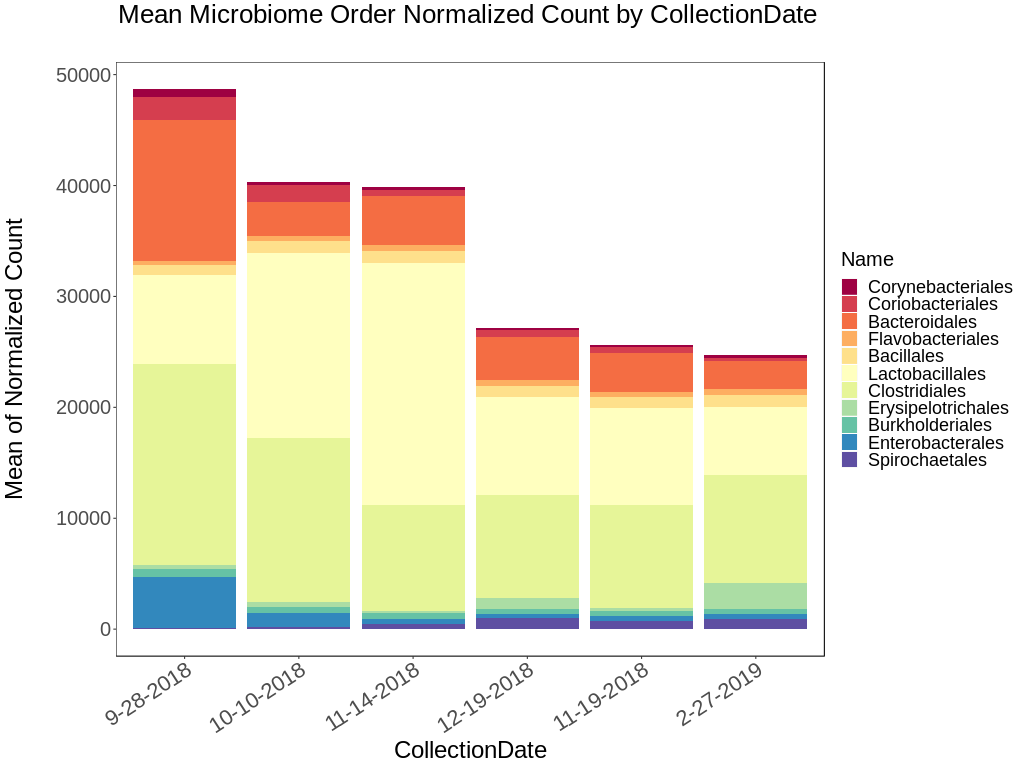 Mean Microbiome Order Normalized Count by CollectionDate
Mean of Normalized Count
50000
40000
30000
20000
10000
0
9-28-2018
10-10-2018
11-14-2018
12-19-2018
11-19-2018
2-27-2019
CollectionDate
Name
Corynebacteriales
Coriobacteriales
Bacteroidales
Flavobacteriales
Bacillales
Lactobacillales
Clostridiales
Erysipelotrichales
Burkholderiales
Enterobacterales
Spirochaetales